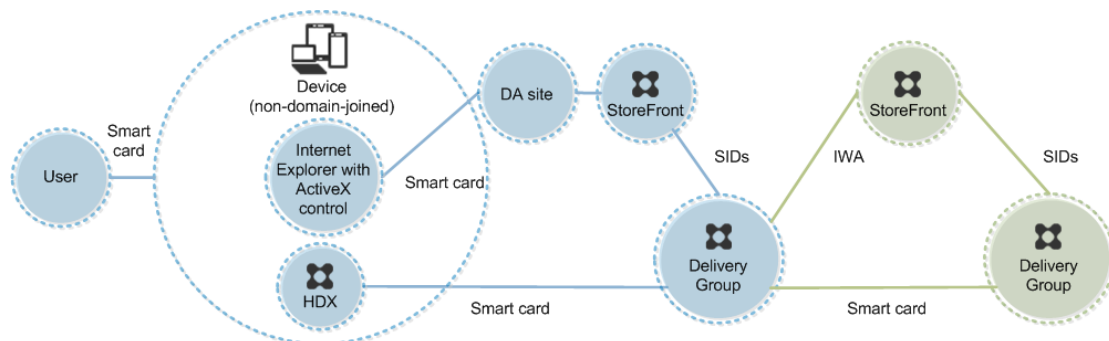 Device
(non-domain-joined)
Smart
card
User
Internet
Explorer with
ActiveX
control
Smart card
HDX
DA site
StoreFront
SIDs
Delivery
Group
Smart card
IWA
StoreFront
SIDs
Delivery
Group
Smart card